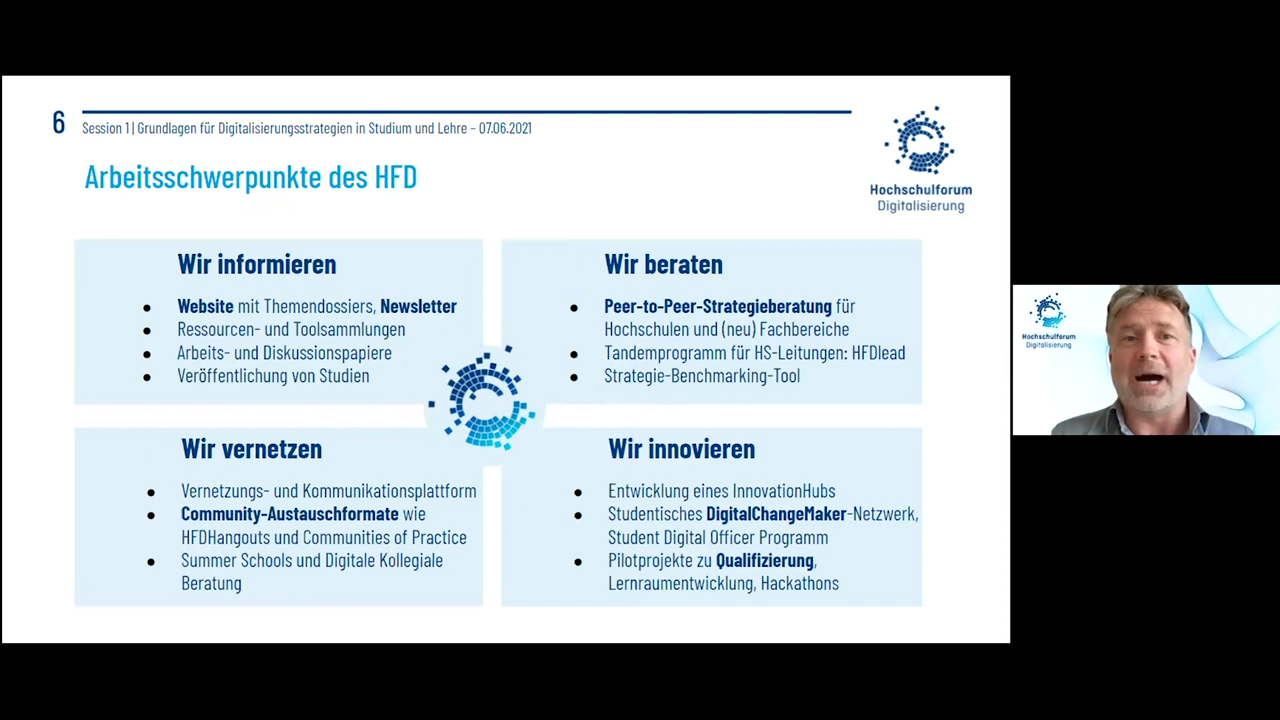 6
Session 1 | Grundlagen für Digitalisierungsstrategien in Studium und Lehre – 07.06.2021
Hochschulforum
Digitalisierung
Arbeitsschwerpunkte des HFD
Wir informieren
• Website mit Themendossiers, Newsletter
• Ressourcen- und Toolsammlungen
• Arbeits- und Diskussionspapiere
• Veröffentlichung von Studien
Wir beraten
• Peer-to-Peer-Strategieberatung für
Hochschulen und (neu) Fachbereiche
• Tandemprogramm für HS-Leitungen: HFDlead
• Strategie-Benchmarking-Tool
Wir vernetzen
• Vernetzungs- und Kommunikationsplattform
• Community-Austauschformate wie
HFDHangouts und Communities of Practice
• Summer Schools und Digitale Kollegiale
Beratung
Wir innovieren
• Entwicklung eines InnovationHubs
• Studentisches DigitalChangeMaker-Netzwerk,
Student Digital Officer Programm
• Pilotprojekte zu Qualifizierung,
Lernraumentwicklung, Hackathons
Hochschulforum
Digitalisierung